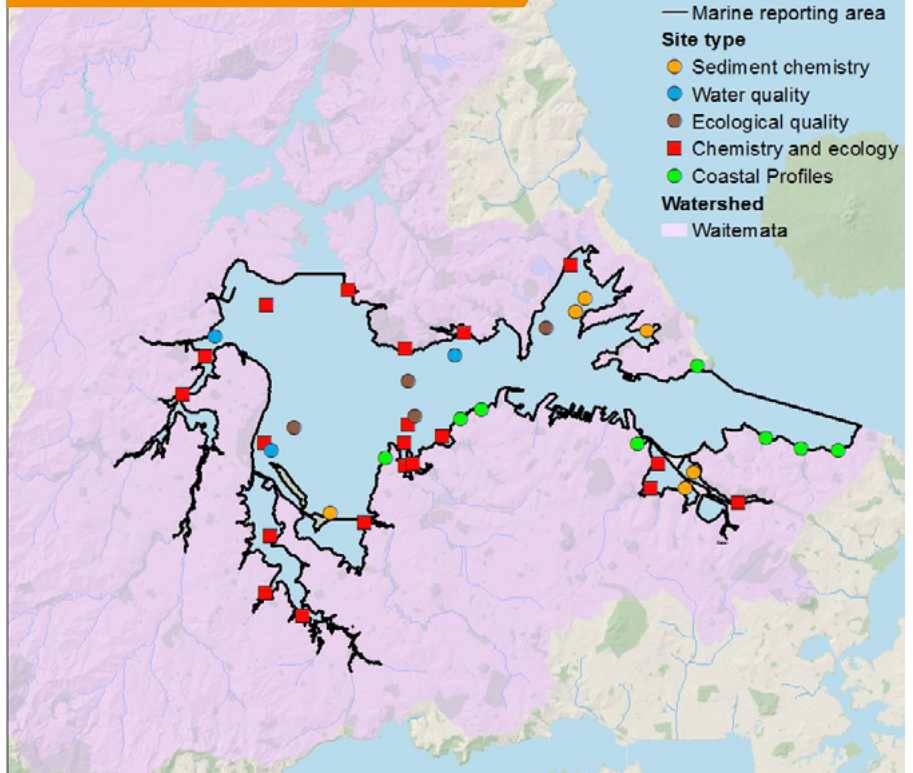 Marine reporting area
Site type
Sediment chemistry
Water quality
Ecological quality
Chemistry and ecology
Coastal Profiles
Watershed
Waitemata